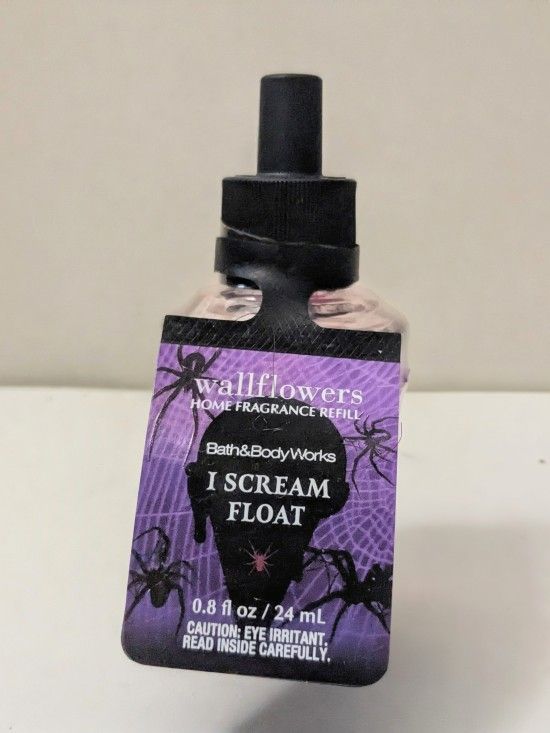 wallflowers
HOME FRAGRANCE REFILL
Bath&BodyWorks
I SCREAM
FLOAT
0.8 fl oz / 24 mL
CAUTION: EYE IRRITANT.
READ INSIDE CAREFULLY.